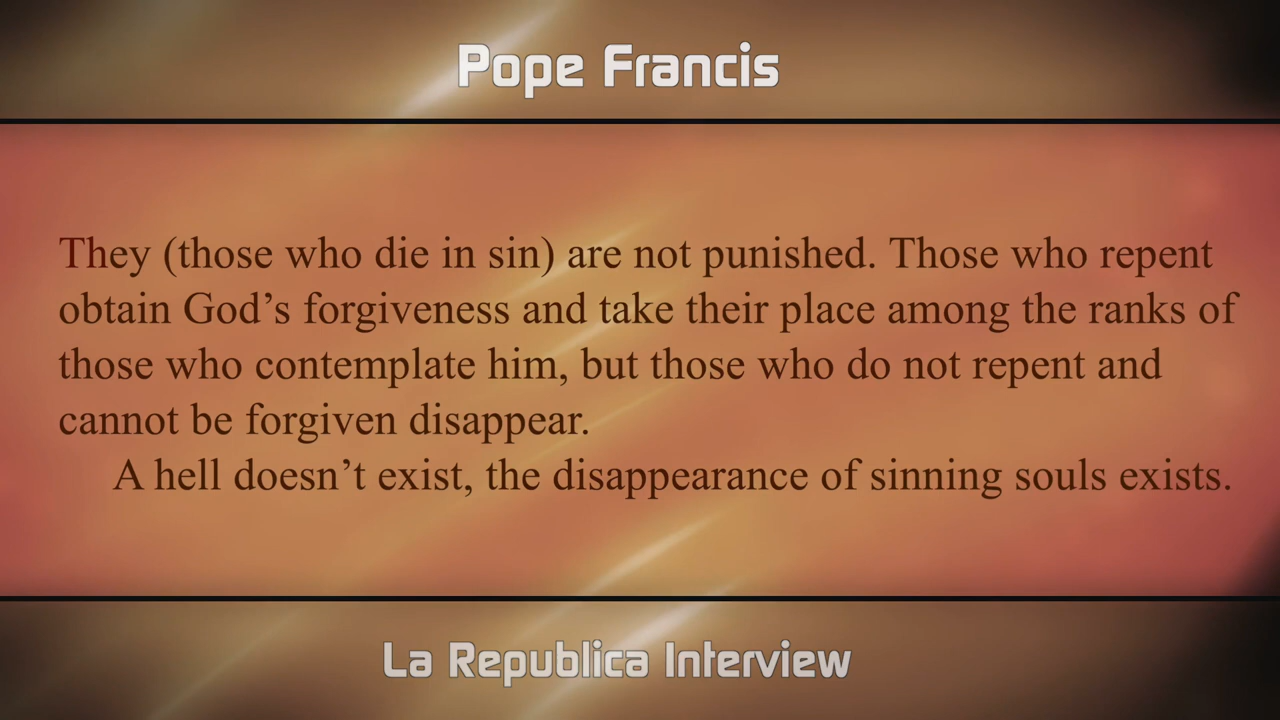 Pope Francis
They (those who die in sin) are not punished. Those who repent
obtain God’s forgiveness and take their place among the ranks of
those who contemplate him, but those who do not repent and
cannot be forgiven disappear.
A hell doesn’t exist, the disappearance of sinning souls exists.
La Republica Interview